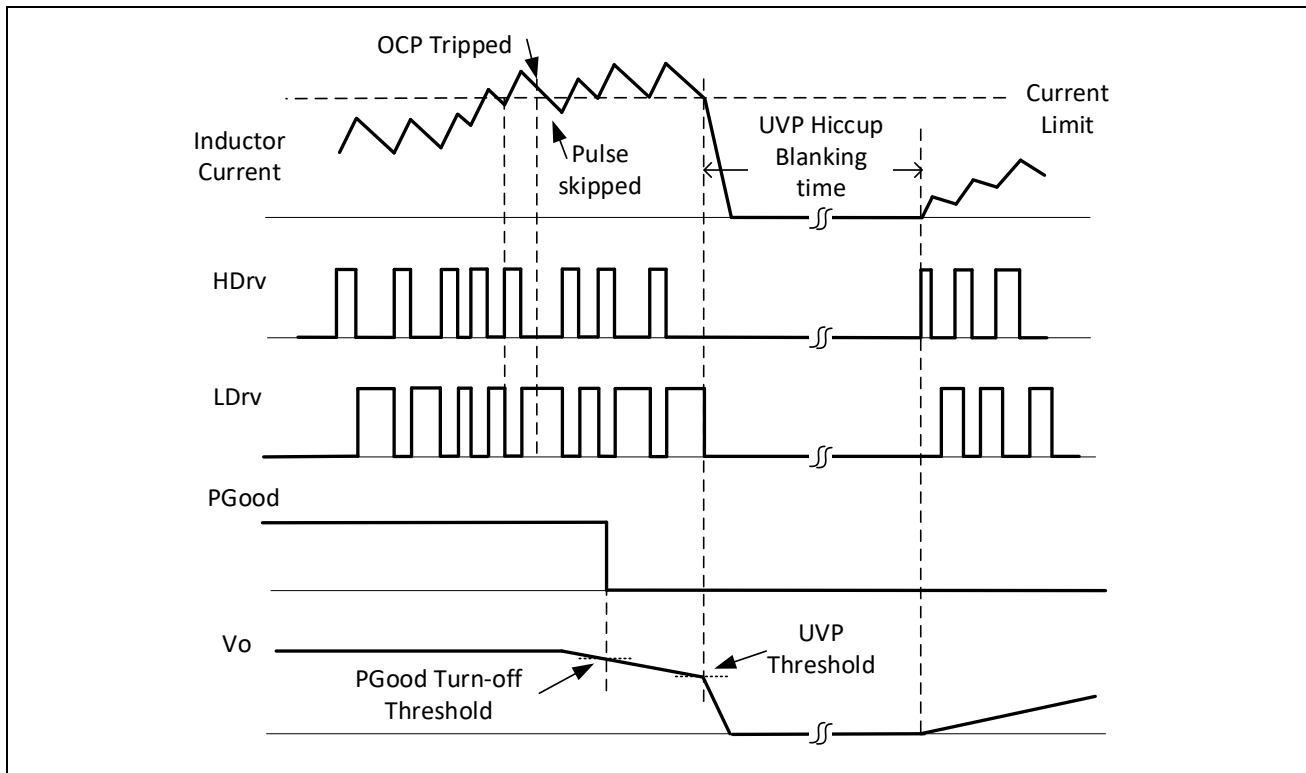 OCP Tripped
Current
Limit
UVP Hiccup
Blanking
time
Inductor
Current
Pulse
skipped
HDrv
LDrv
PGood
Vo
UVP
Threshold
PGood Turn-off
Threshold